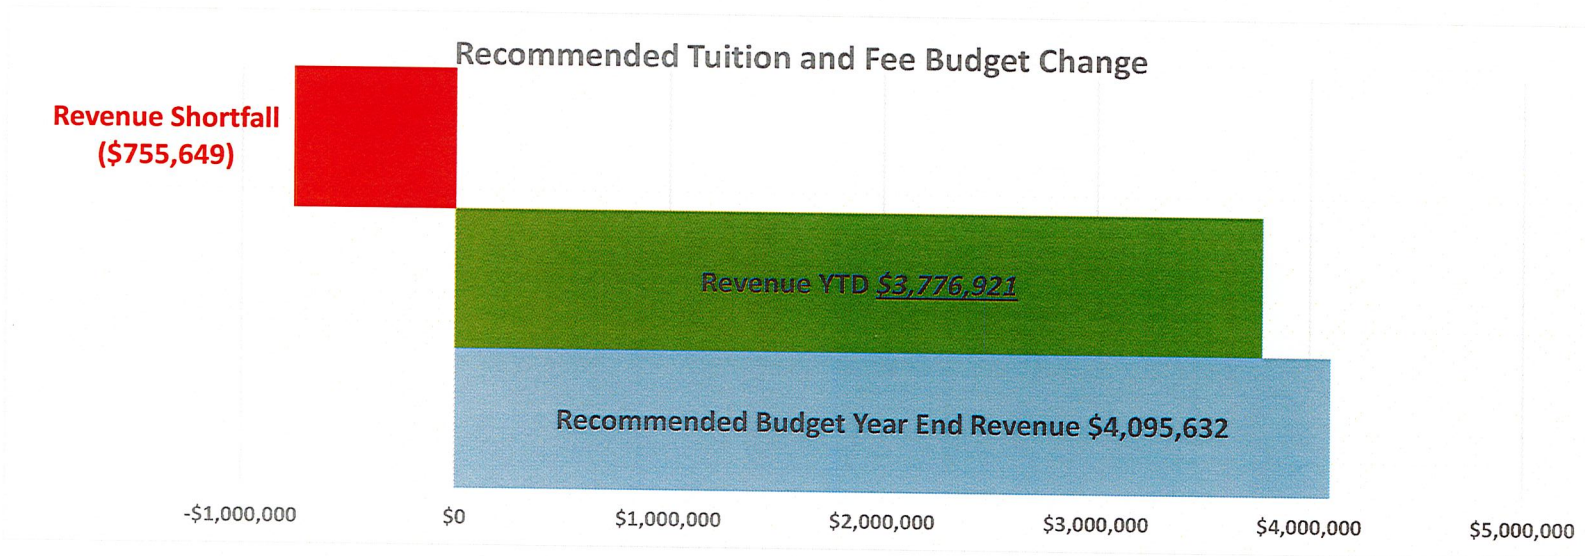 Recommended Tuition and Fee Budget Change
Revenue Shortfall
($755,649)
Revenue YTD $3,776,921
Recommended Budget Year End Revenue $4,095,632
-$1,000,000 $0 $1,000,000 $2,000,000 $3,000,000 $4,000,000 $5,000,000